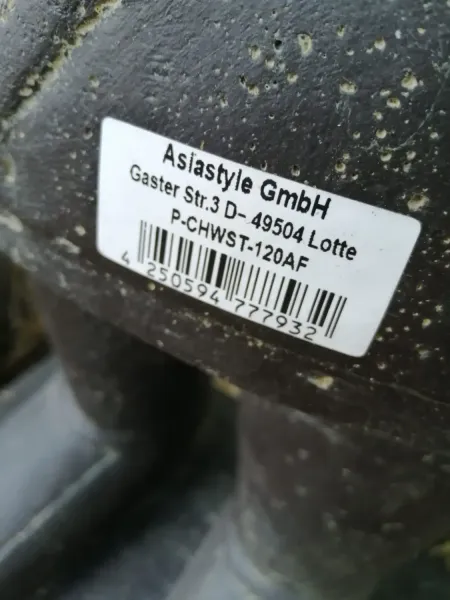 Asiastyle GmbH
Gaster Str.3 D- 49504 Lotte
P-CHWST-120AF
4 250594 777932